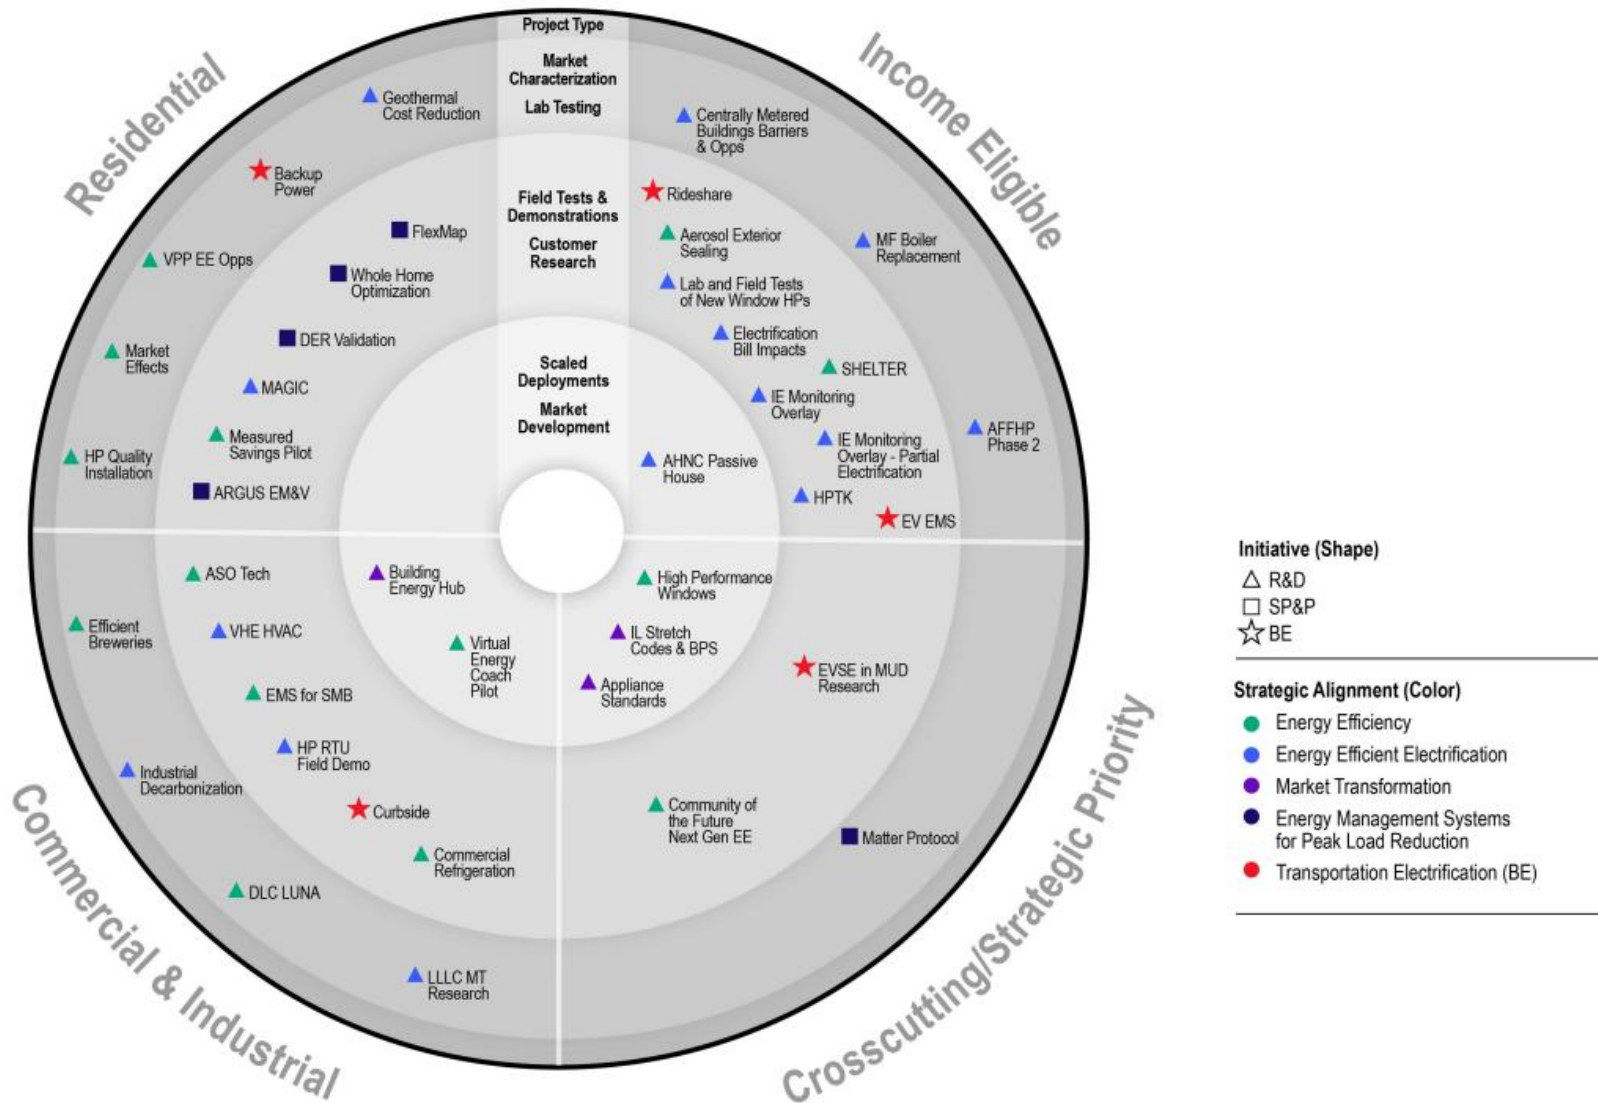 Project Type
Market
Characterization
Lab Testing
Field Tests &
Demonstrations
Customer
Research
Scaled
Deployments
Market
Development
Residential
Geothermal
Cost Reduction
Backup
Power
FlexMap
VPP EE Opps
Whole Home
Optimization
DER Validation
Market
Effects
MAGIC
Measured
Savings Pilot
HP Quality
Installation
ARGUS EM&V
Income Eligible
Centrally Metered
Buildings Barriers
& Opps
Rideshare
Aerosol Exterior
Sealing
MF Boiler
Replacement
Lab and Field Tests
of New Window HPs
Electrification
Bill Impacts
SHELTER
IE Monitoring
Overlay
IE Monitoring
Overlay - Partial
Electrification
AFFHP
Phase 2
AHNC Passive
House
HPTK
EV EMS
Commercial & Industrial
ASO Tech
Building
Energy Hub
Efficient
Breweries
VHE HVAC
Virtual
Energy
Coach
Pilot
EMS for SMB
HP RTU
Field Demo
Industrial
Decarbonization
Curbside
Commercial
Refrigeration
DLC LUNA
LLLC MT
Research
Crosscutting/Strategic Priority
High Performance
Windows
IL Stretch
Codes & BPS
Appliance
Standards
EVSE in MUD
Research
Community of
the Future
Next Gen EE
Matter Protocol
Initiative (Shape)
R&D
SP&P
BE
Strategic Alignment (Color)
Energy Efficiency
Energy Efficient Electrification
Market Transformation
Energy Management Systems
for Peak Load Reduction
Transportation Electrification (BE)